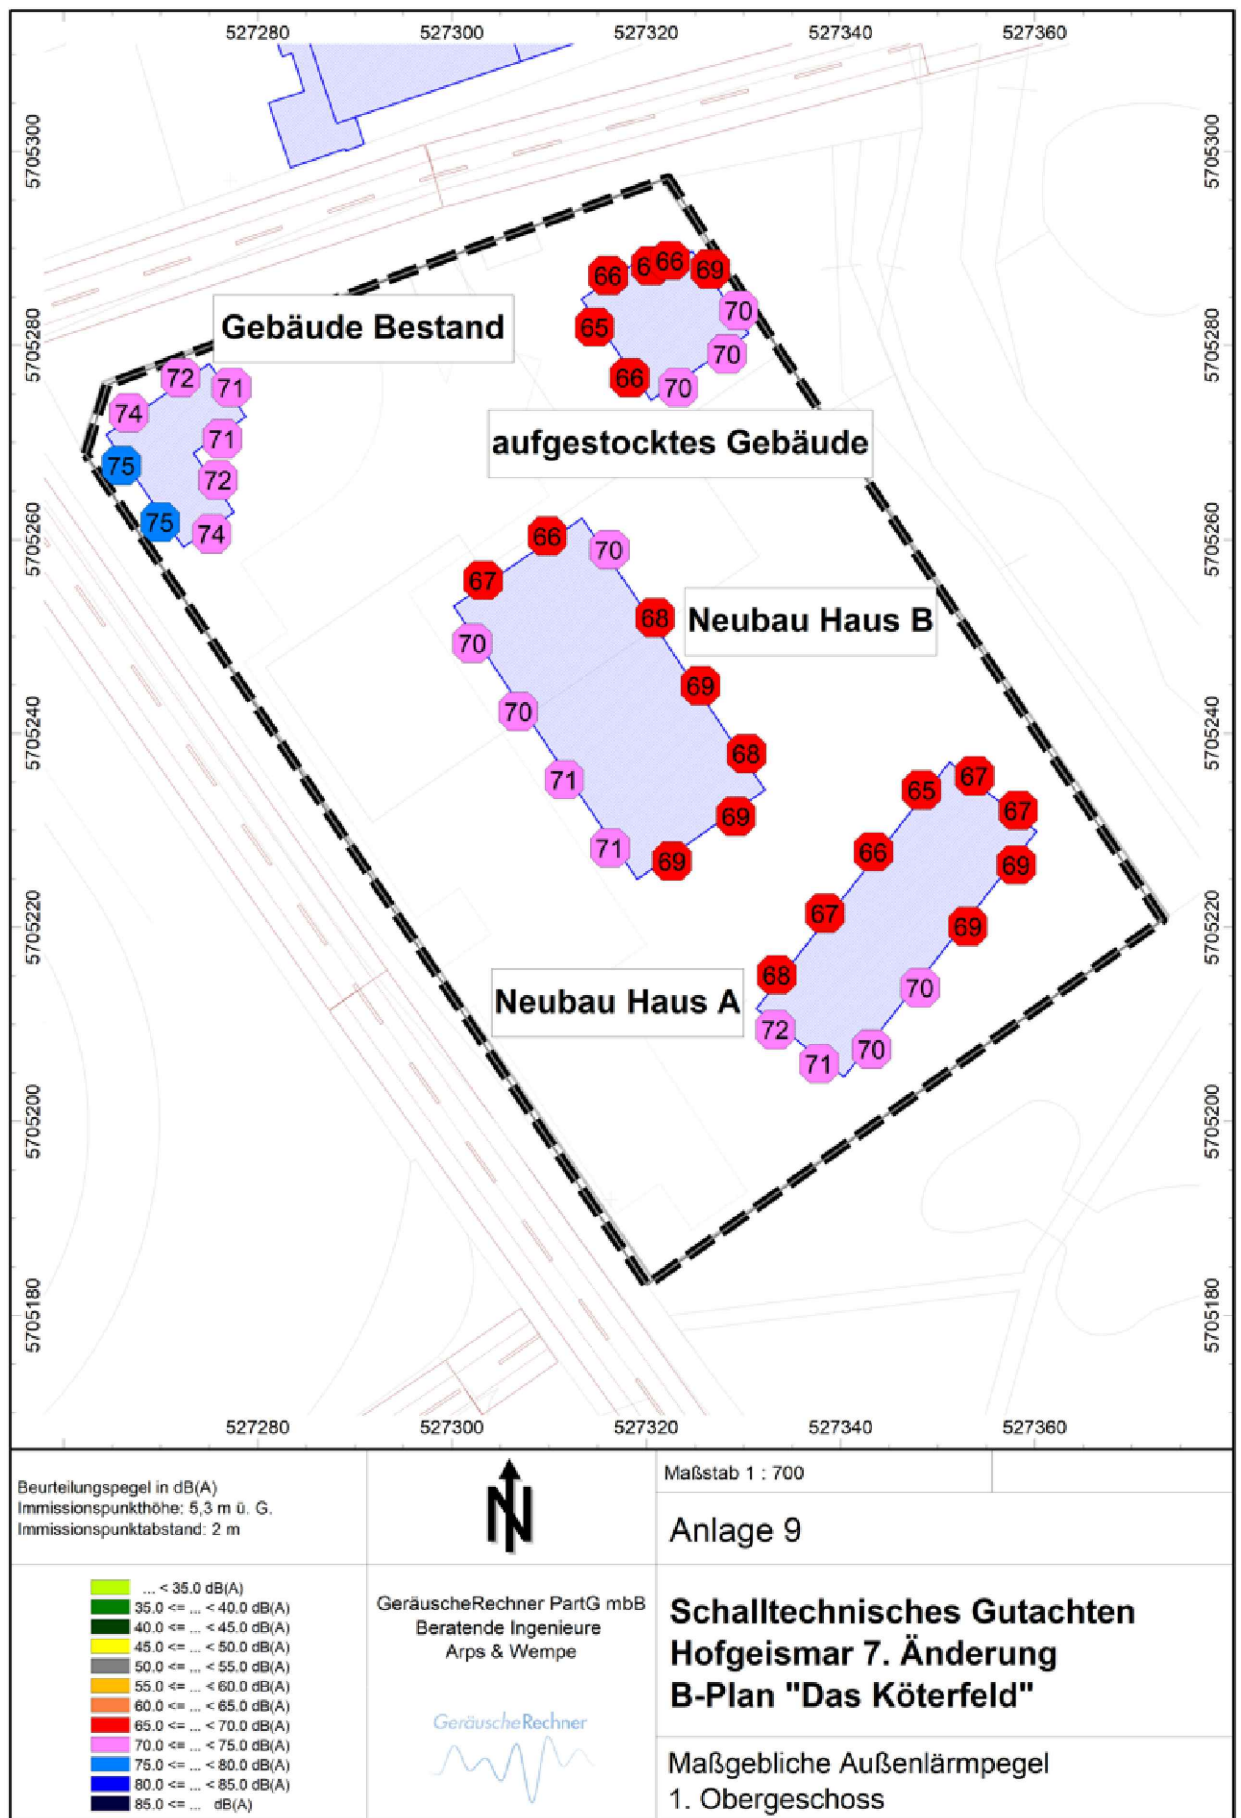 527280 527300 527320 527340 527360
5705300 5705300
5705280 5705280
5705260 5705260
5705240 5705240
5705220 5705220
5705200 5705200
5705180 5705180
66 66 69
65 70
66 70 70
Gebäude Bestand
72 71
74 71
75 72
75 74
aufgestocktes Gebäude
66 70
67 68
70 69
70 68
71 69
71 69
Neubau Haus B
65 67
66 67
67 69
68 69
72 70
71 70
Neubau Haus A
527280 527300 527320 527340 527360
Beurteilungspegel in dB(A)
Immissionspunkthöhe: 5,3 m ü. G.
Immissionspunktabstand: 2 m
... < 35.0 dB(A)
35.0 <= ... < 40.0 dB(A)
40.0 <= ... < 45.0 dB(A)
45.0 <= ... < 50.0 dB(A)
50.0 <= ... < 55.0 dB(A)
55.0 <= ... < 60.0 dB(A)
60.0 <= ... < 65.0 dB(A)
65.0 <= ... < 70.0 dB(A)
70.0 <= ... < 75.0 dB(A)
75.0 <= ... < 80.0 dB(A)
80.0 <= ... < 85.0 dB(A)
85.0 <= ... dB(A)
N
GeräuscheRechner PartG mbB
Beratende Ingenieure
Arps & Wempe
GeräuscheRechner
Maßstab 1 : 700
Anlage 9
Schalltechnisches Gutachten
Hofgeismar 7. Änderung
B-Plan "Das Köterfeld"
Maßgebliche Außenlärmpegel
1. Obergeschoss